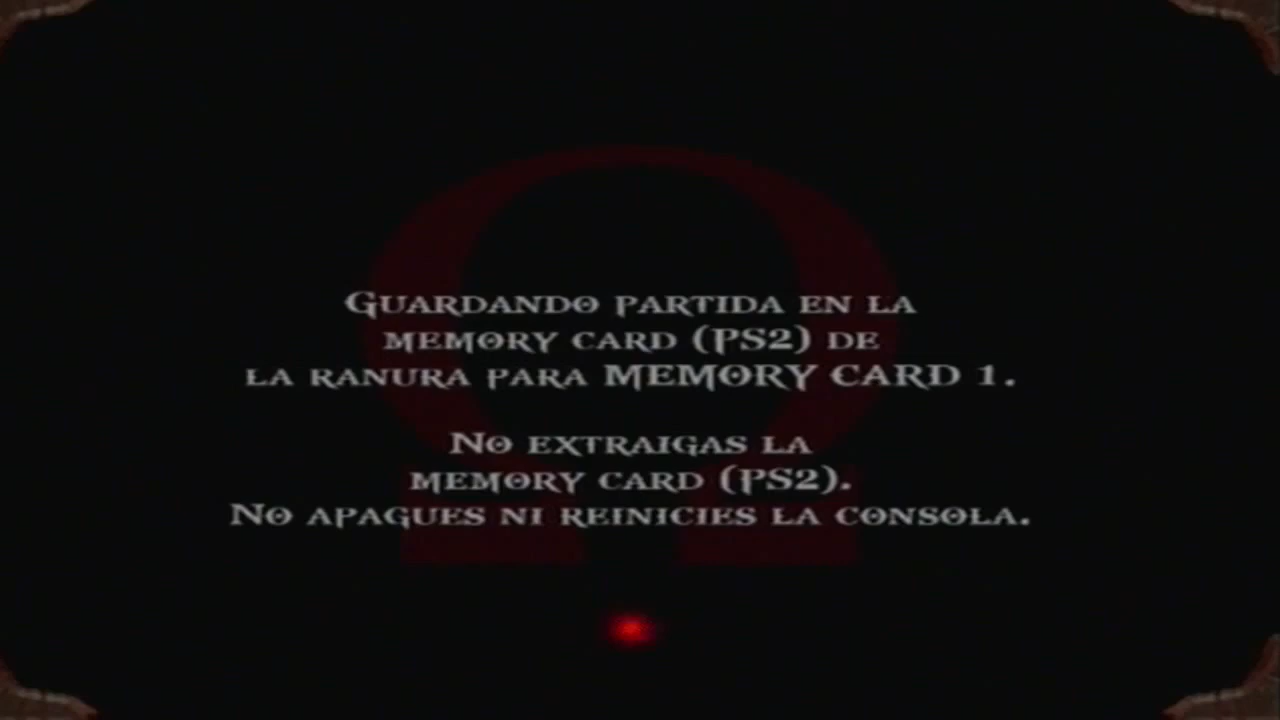 Guardando partida en la
memory card (PS2) de
la ranura para MEMORY CARD 1.
No extraigas la
memory card (PS2).
No apagues ni reinicies la consola.